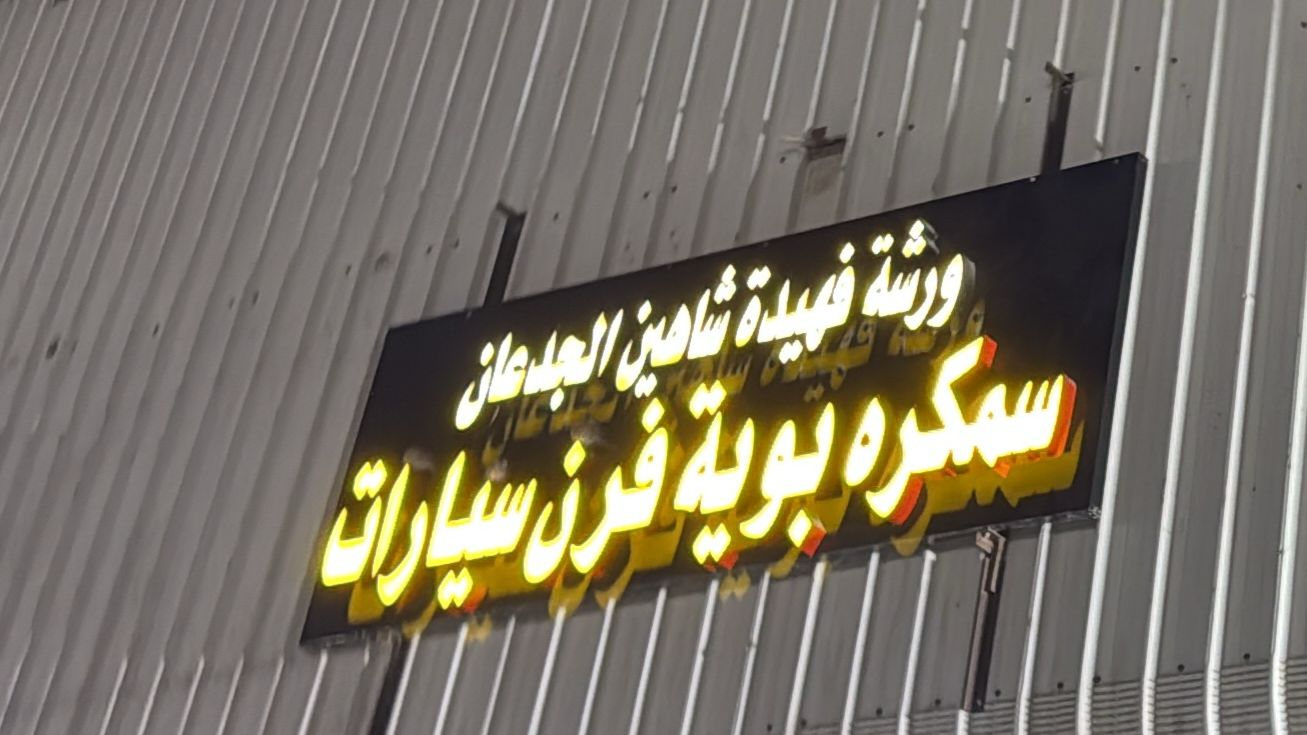 ورشة فهيدة شاهين الجدعان
سمكره بوية فرن سيارات